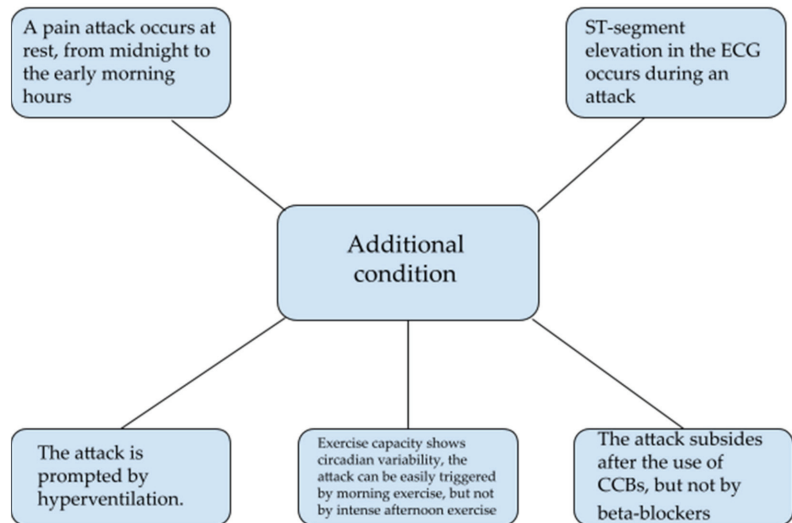 A pain attack occurs at
rest, from midnight to
the early morning
hours
ST-segment
elevation in the ECG
occurs during an
attack
Additional
condition
The attack is
prompted by
hyperventilation.
Exercise capacity shows
circadian variability, the
attack can be easily triggered
by morning exercise, but not
by intense afternoon exercise
The attack subsides
after the use of
CCBs, but not by
beta-blockers